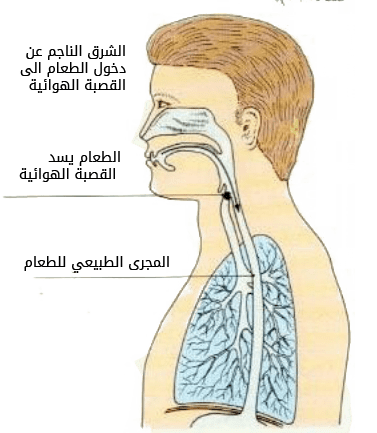 الشرق الناجم عن
دخول الطعام الى
القصبة الهوائية
الطعام يسد
القصبة الهوائية
المجرى الطبيعي للطعام